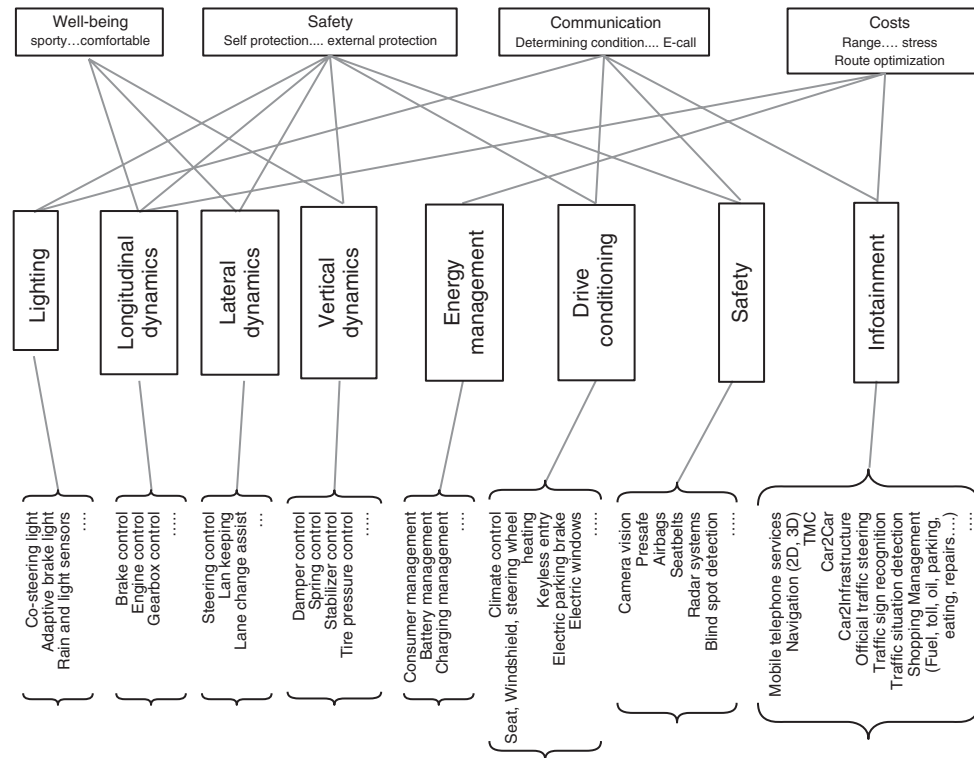 Well-being
sporty…comfortable
Safety
Self protection.... external protection
Communication
Determining condition.... E-call
Costs
Range.... stress
Route optimization
Lighting
Longitudinal
dynamics
Lateral
dynamics
Vertical
dynamics
Energy
management
Drive
conditioning
Safety
Infotainment
Co-steering light
Adaptive brake light
Rain and light sensors
....
Brake control
Engine control
Gearbox control
.....
Steering control
Lan keeping
Lane change assist
...
Damper control
Spring control
Stabilizer control
Tire pressure control
.....
Consumer management
Battery management
Charging management
....
Climate control
Seat, Windshield, steering wheel
heating
Keyless entry
Electric parking brake
Electric windows
....
Camera vision
Presafe
Airbags
Seatbelts
Radar systems
Blind spot detection
.....
Mobile telephone services
Navigation (2D, 3D)
TMC
Car2Car
Car2Infrastructure
Official traffic steering
Traffic sign recognition
Traffic situation detection
Shopping Management
(Fuel, toll, oil, parking,
eating, repairs....)
....